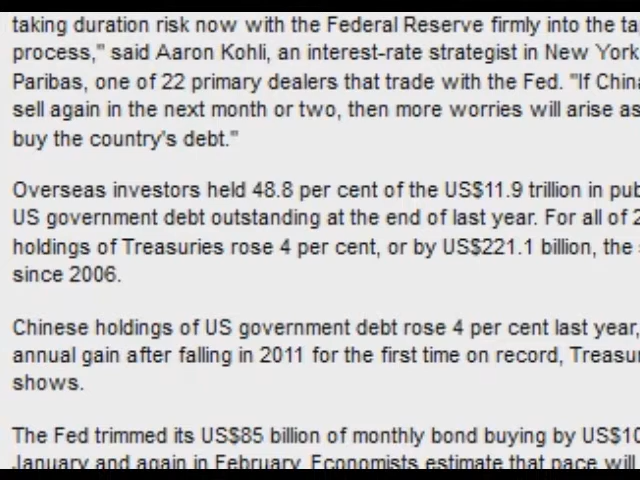 taking duration risk now with the Federal Reserve firmly into the ta
process," said Aaron Kohli, an interest-rate strategist in New York
Paribas, one of 22 primary dealers that trade with the Fed. "If China
sell again in the next month or two, then more worries will arise as
buy the country's debt."
Overseas investors held 48.8 per cent of the US$11.9 trillion in pub
US government debt outstanding at the end of last year. For all of 2
holdings of Treasuries rose 4 per cent, or by US$221.1 billion, the
since 2006.
Chinese holdings of US government debt rose 4 per cent last year,
annual gain after falling in 2011 for the first time on record, Treasu
shows.
The Fed trimmed its US$85 billion of monthly bond buying by US$10
January and again in February. Economists estimate that pace will